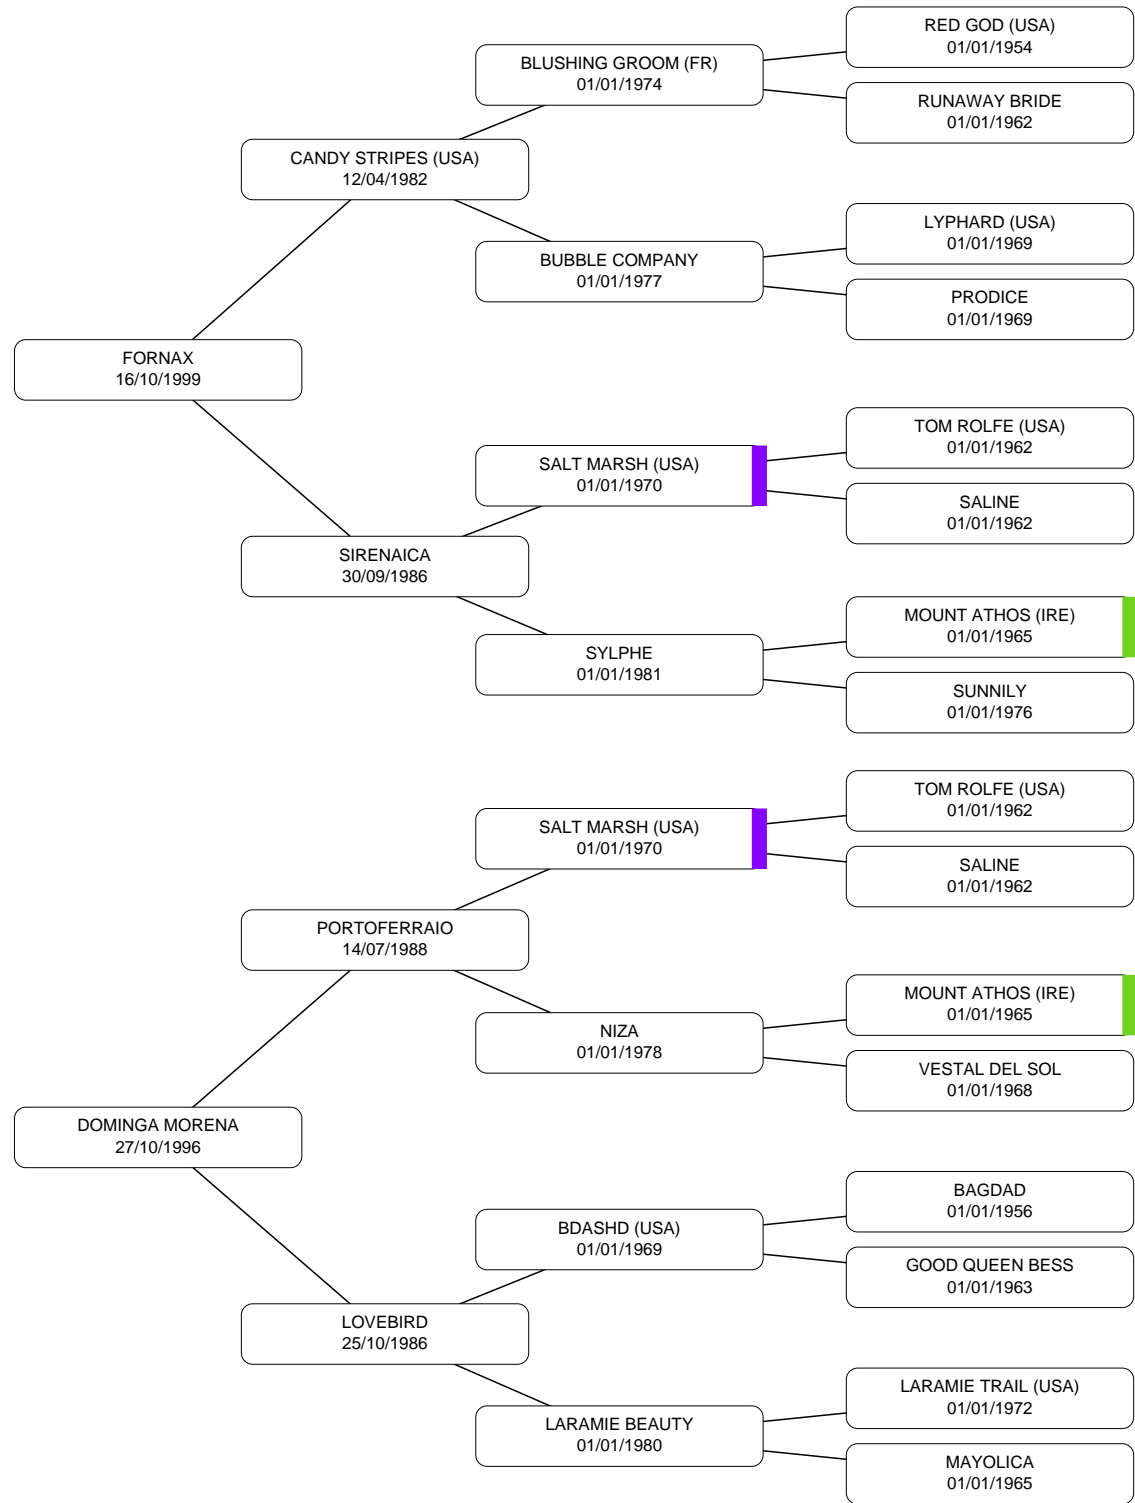 RED GOD (USA)
01/01/1954
BLUSHING GROOM (FR)
01/01/1974
RUNAWAY BRIDE
01/01/1962
CANDY STRIPES (USA)
12/04/1982
LYPHARD (USA)
01/01/1969
BUBBLE COMPANY
01/01/1977
PRODICE
01/01/1969
FORNAX
16/10/1999
TOM ROLFE (USA)
01/01/1962
SALT MARSH (USA)
01/01/1970
SALINE
01/01/1962
SIRENAICA
30/09/1986
MOUNT ATHOS (IRE)
01/01/1965
SYLPHE
01/01/1981
SUNNILY
01/01/1976
TOM ROLFE (USA)
01/01/1962
SALT MARSH (USA)
01/01/1970
SALINE
01/01/1962
PORTOFERRAIO
14/07/1988
MOUNT ATHOS (IRE)
01/01/1965
NIZA
01/01/1978
VESTAL DEL SOL
01/01/1968
DOMINGA MORENA
27/10/1996
BAGDAD
01/01/1956
BDASHD (USA)
01/01/1969
GOOD QUEEN BESS
01/01/1963
LOVEBIRD
25/10/1986
LARAMIE TRAIL (USA)
01/01/1972
LARAMIE BEAUTY
01/01/1980
MAYOLICA
01/01/1965